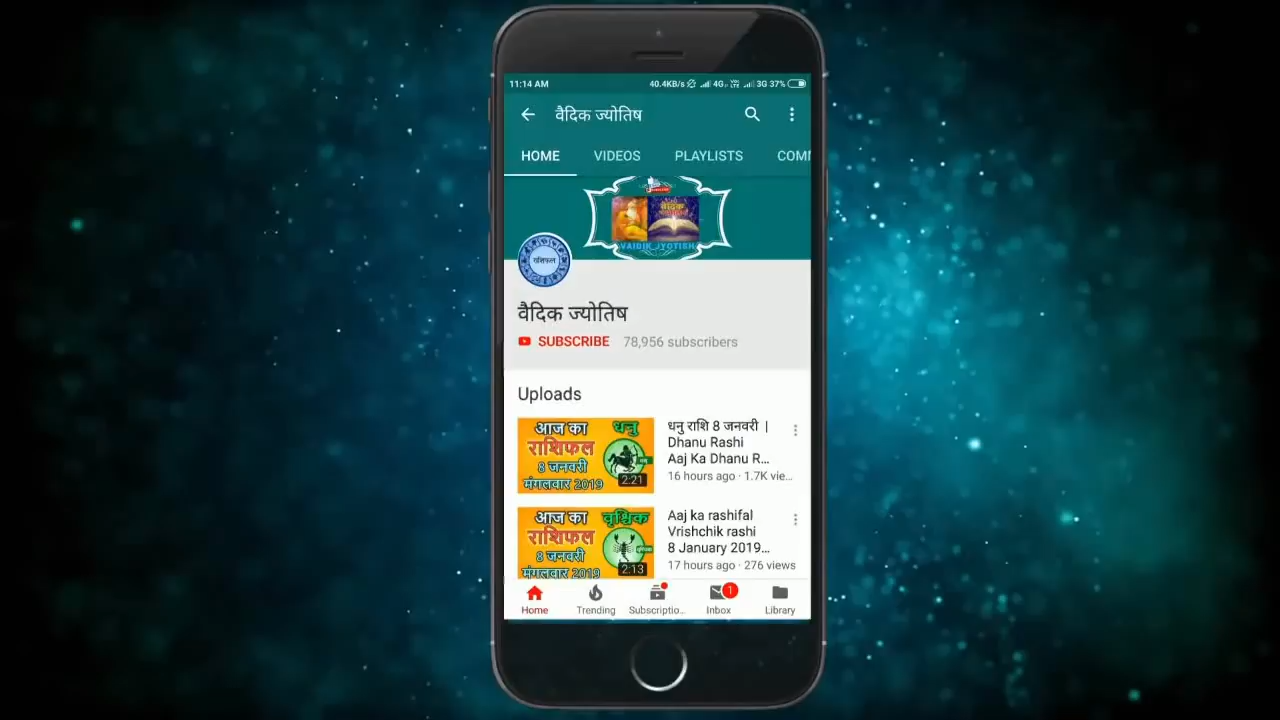 11:14 AM
40.4KB/s 4G 3G 37%
वैदिक ज्योतिष
HOME VIDEOS PLAYLISTS COMM
वैदिक
VAIDIK JYOTISH
राशिफल
वैदिक ज्योतिष
SUBSCRIBE 78,956 subscribers
Uploads
आज का धनु
राशिफल
8 जनवरी
मंगलवार 2019
2:21
धनु राशि 8 जनवरी |
Dhanu Rashi
Aaj Ka Dhanu R...
16 hours ago · 1.7K vie...
आज का वृश्चिक
राशिफल
8 जनवरी
मंगलवार 2019
2:13
Aaj ka rashifal
Vrishchik rashi
8 January 2019...
17 hours ago · 276 views
1
Home Trending Subscriptio... Inbox Library